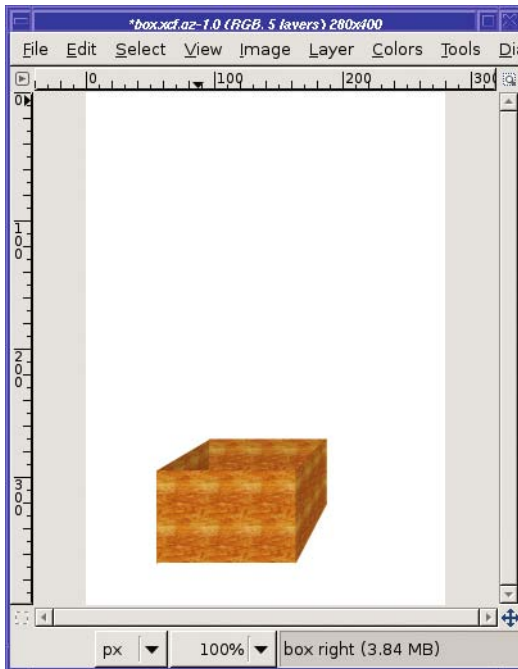 *box.xcf.gz-1.0 (RGB, 5 layers) 280x400
File Edit Select View Image Layer Colors Tools Dia
0 100 200 300
0
100
200
300
px 100% box right (3.84 MB)